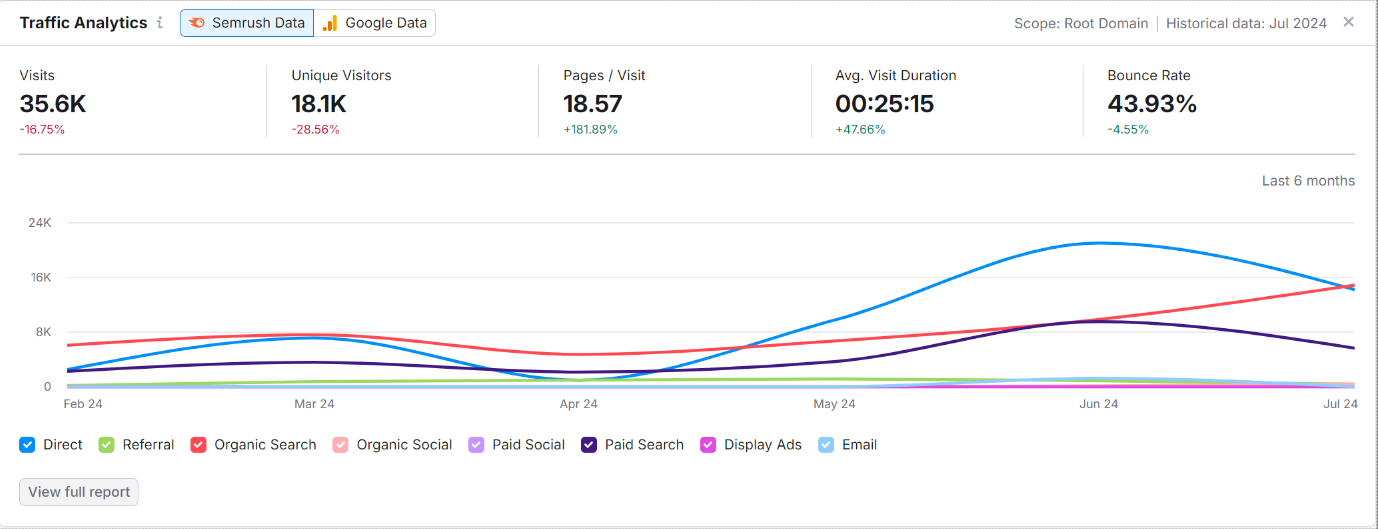 Traffic Analytics i Semrush Data Google Data Scope: Root Domain Historical data: Jul 2024
Visits Unique Visitors Pages / Visit Avg. Visit Duration Bounce Rate
35.6K 18.1K 18.57 00:25:15 43.93%
-16.75% -28.56% +181.89% +47.66% -4.55%
Last 6 months
24K
16K
8K
0
Feb 24 Mar 24 Apr 24 May 24 Jun 24 Jul 24
Direct Referral Organic Search Organic Social Paid Social Paid Search Display Ads Email
View full report